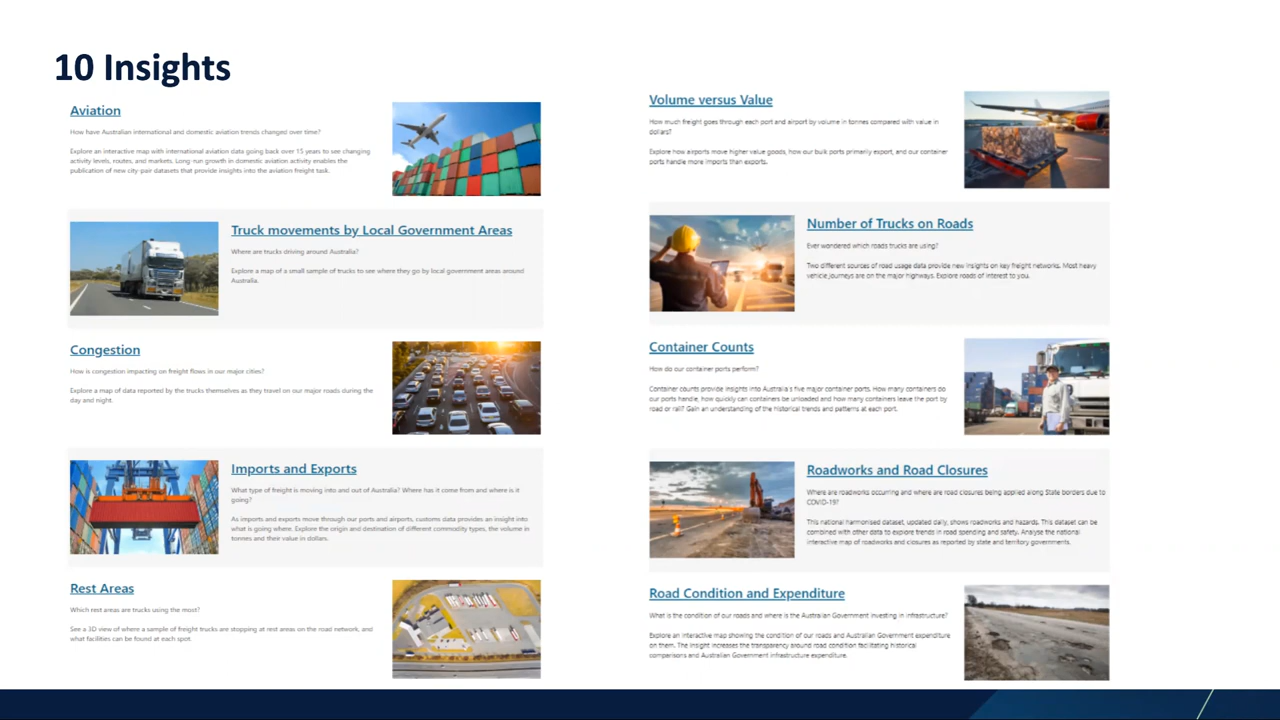 10 Insights
Aviation
How have Australian international and domestic aviation trends changed over time?
Explore an interactive map with international aviation data going back over 15 years to see changing
activity levels, routes, and markets. Long-run growth in domestic aviation activity enables the
publication of new city-pair datasets that provide insights into the aviation freight task.
Truck movements by Local Government Areas
Where are trucks driving around Australia?
Explore a map of a small sample of trucks to see where they go by local government areas around
Australia.
Congestion
How is congestion impacting on freight flows in our major cities?
Explore a map of data reported by the trucks themselves as they travel on our major roads during the
day and night.
Imports and Exports
What type of freight is moving into and out of Australia? Where has it come from and where is it
going?
As imports and exports move through our ports and airports, customs data provides an insight into
what is going where. Explore the origin and destination of different commodity types, the volume in
tonnes and their value in dollars.
Rest Areas
Which rest areas are trucks using the most?
See a 3D view of where a sample of freight trucks are stopping at rest areas on the road network, and
what facilities can be found at each spot.
Volume versus Value
How much freight goes through each port and airport by volume in tonnes compared with value in
dollars?
Explore how airports move higher value goods, how our bulk ports primarily export, and our container
ports handle more imports than exports.
Number of Trucks on Roads
Ever wondered which roads trucks are using?
Two different sources of road usage data provide new insights on key freight networks. Most heavy
vehicle journeys are on the major highways. Explore roads of interest to you.
Container Counts
How do our container ports perform?
Container counts provide insights into Australia's five major container ports. How many containers do
our ports handle, how quickly can containers be unloaded and how many containers leave the port by
road or rail? Gain an understanding of the historical trends and patterns at each port.
Roadworks and Road Closures
Where are roadworks occurring and where are road closures being applied along State borders due to
COVID-19?
This national harmonised dataset, updated daily, shows roadworks and hazards. This dataset can be
combined with other data to explore trends in road spending and safety. Analyse the national
interactive map of roadworks and closures as reported by state and territory governments.
Road Condition and Expenditure
What is the condition of our roads and where is the Australian Government investing in infrastructure?
Explore an interactive map showing the condition of our roads and Australian Government expenditure
on them. The insight increases the transparency around road condition facilitating historical
comparisons and Australian Government infrastructure expenditure.